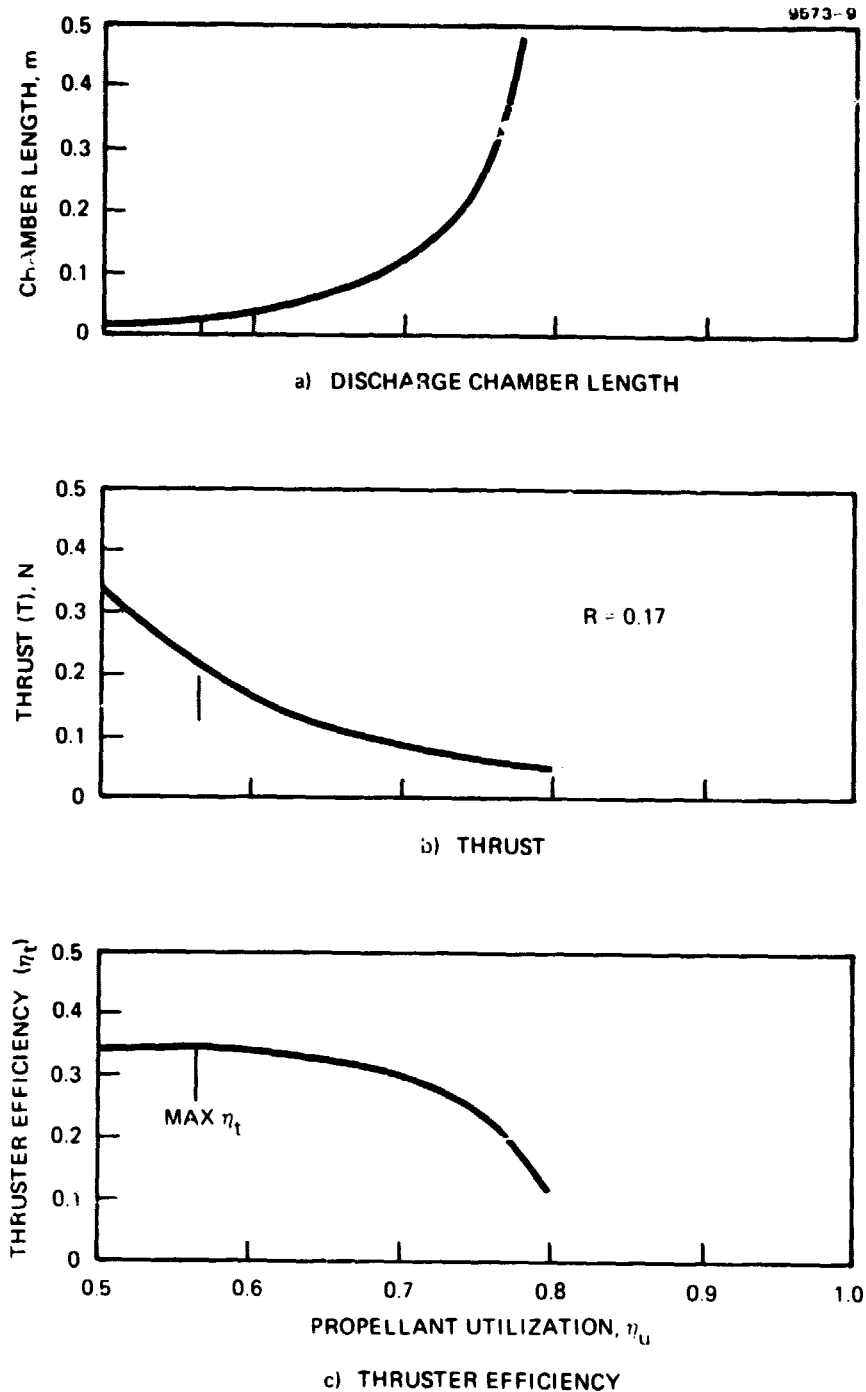 9573-9
0.5
0.4
0.3
0.2
0.1
0
CHAMBER LENGTH, m
a) DISCHARGE CHAMBER LENGTH
0.5
0.4
0.3
0.2
0.1
0
THRUST (T), N
R = 0.17
b) THRUST
0.5
0.4
0.3
0.2
0.1
0
THRUSTER EFFICIENCY (ηt)
MAX ηt
0.5 0.6 0.7 0.8 0.9 1.0
PROPELLANT UTILIZATION, ηu
c) THRUSTER EFFICIENCY